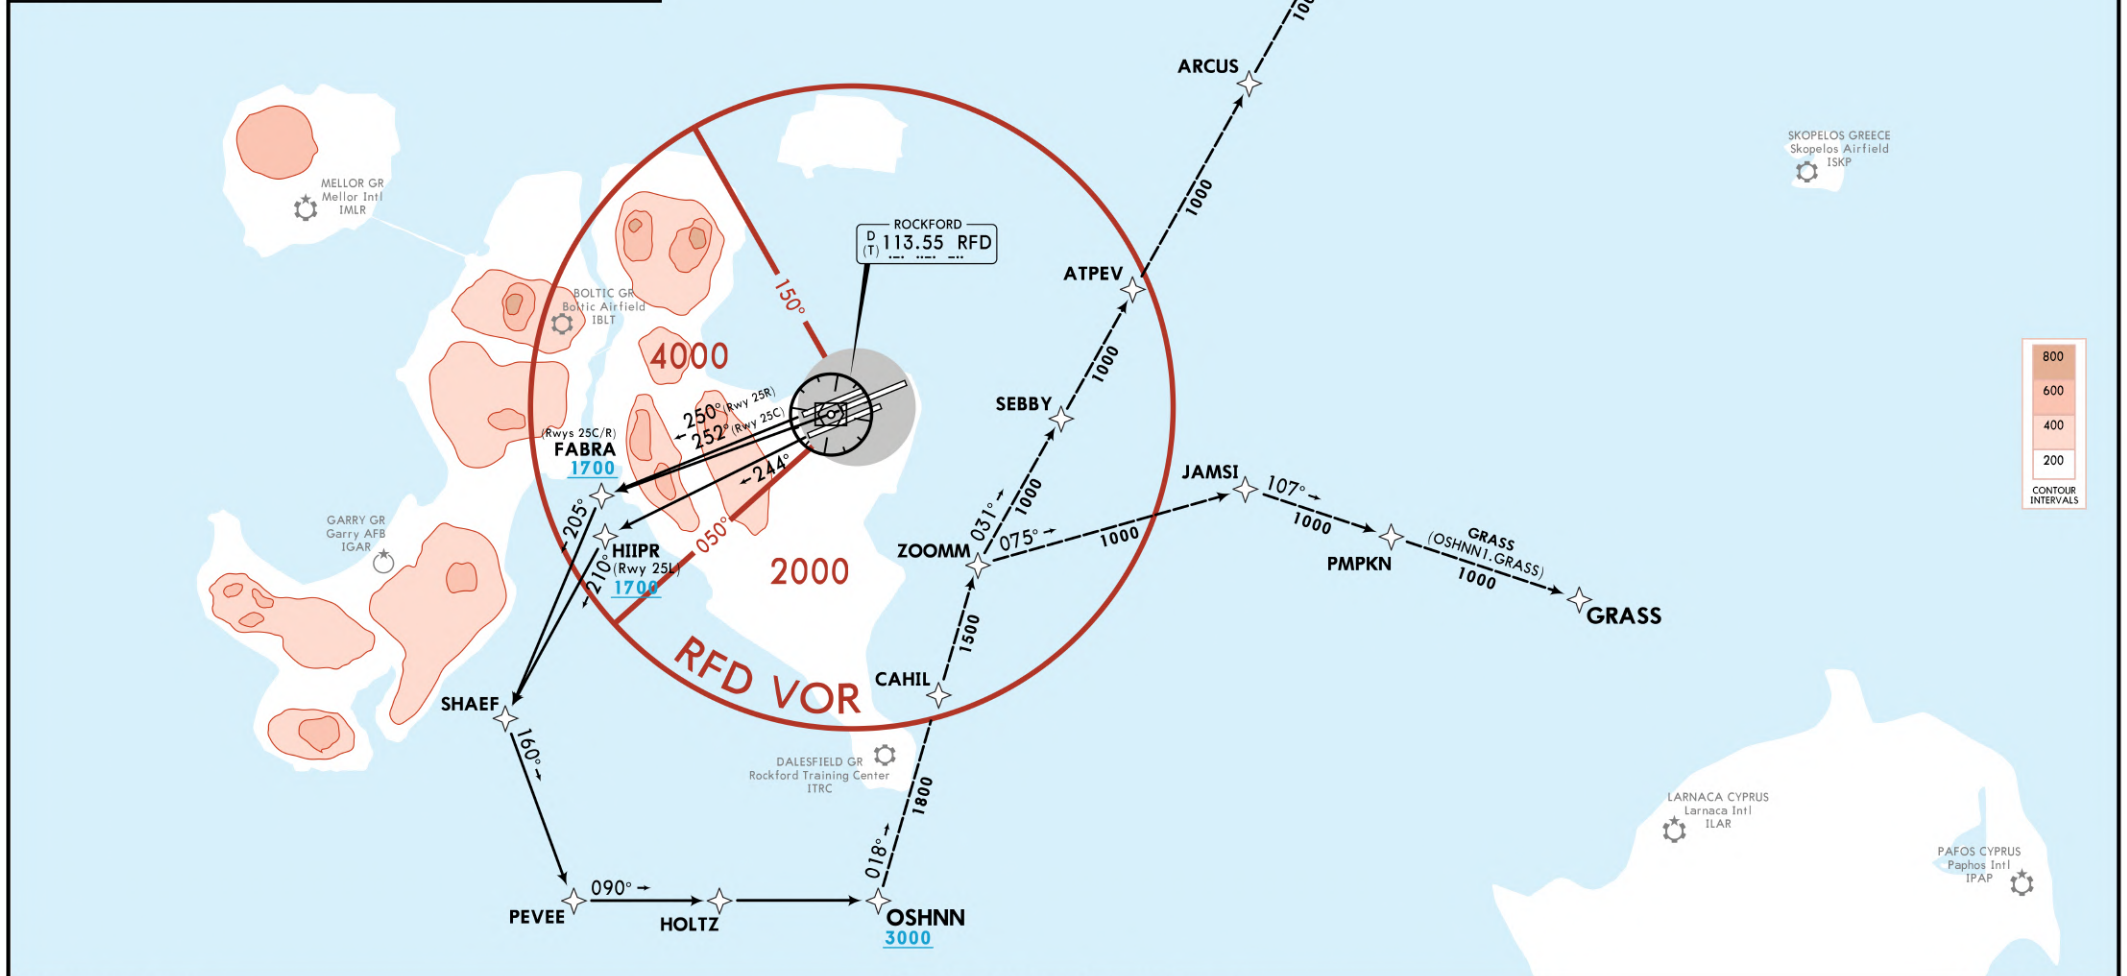 100
ARCUS
SKOPELOS GREECE
Skopelos Airfield
ISKP
MELLOR GR
Mellor Intl
IMLR
1000
ROCKFORD
D
(T) 113.55 RFD
ATPEV
150°
BOLTIC GR
Boltic Airfield
IBLT
4000
1000
800
600
400
200
CONTOUR
INTERVALS
250° (Rwy 25R)
252° (Rwy 25C)
SEBBY
(Rwys 25C/R)
FABRA
1700
244°
JAMSI
107°
1000
031°
1000
205°
GARRY GR
Garry AFB
IGAR
050°
075°
1000
ZOOMM
HIIPR
(Rwy 25L)
1700
210°
2000
PMPKN
GRASS
(OSHNN1.GRASS)
1000
GRASS
1500
RFD VOR
CAHIL
SHAEF
160°
DALESFIELD GR
Rockford Training Center
ITRC
1800
LARNACA CYPRUS
Larnaca Intl
ILAR
018°
PAFOS CYPRUS
Paphos Intl
IPAP
090°
PEVEE
HOLTZ
OSHNN
3000